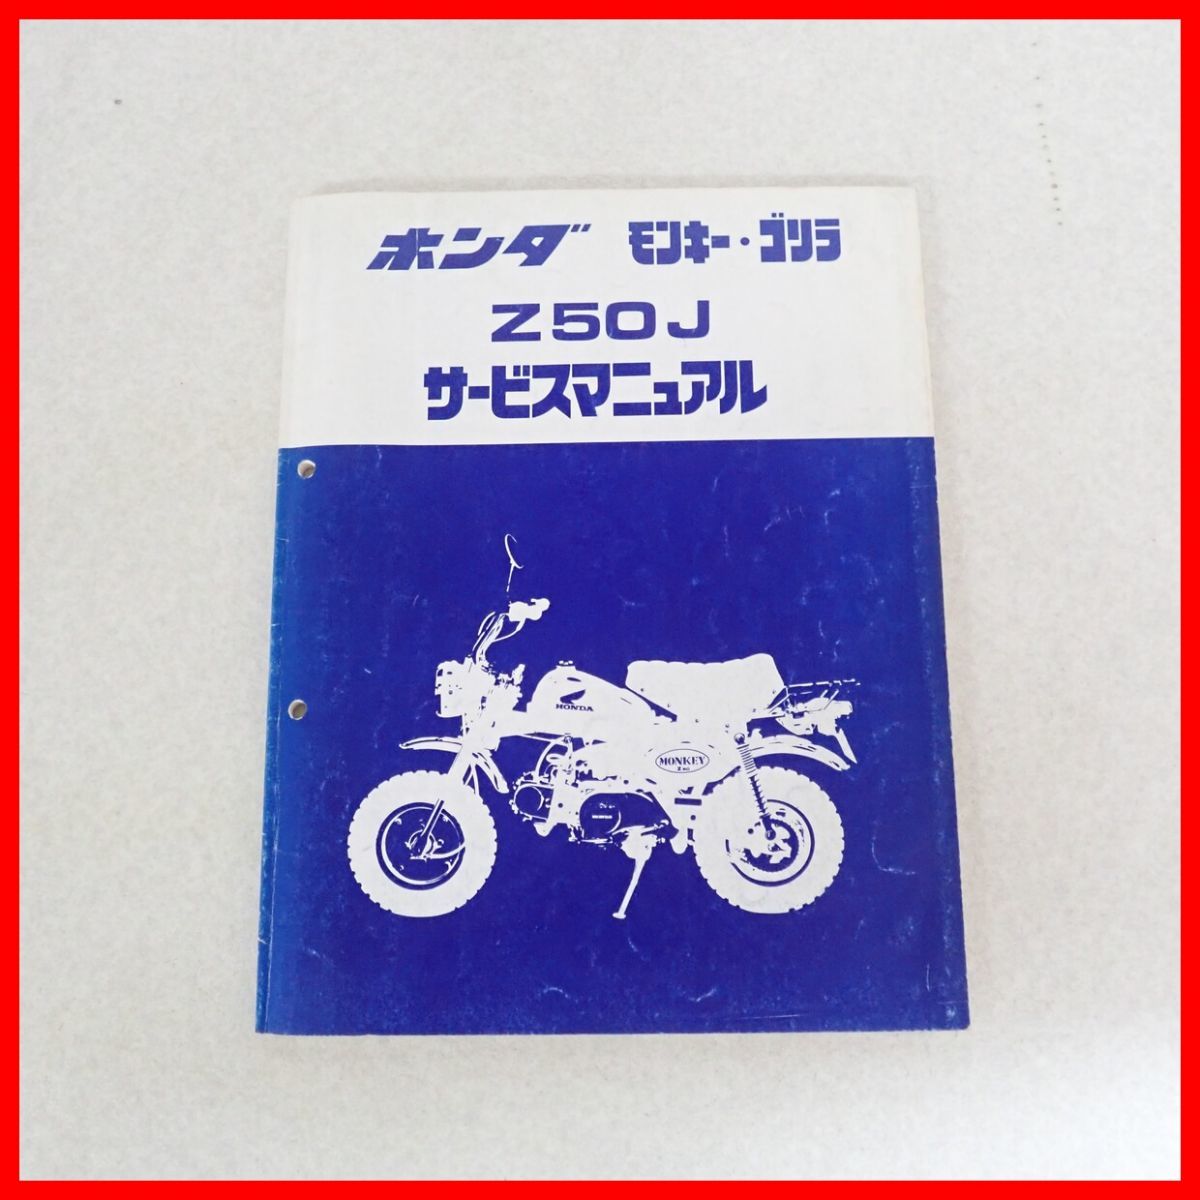 ホンダ モンキー・ゴリラ
Z50J
サービスマニュアル
HONDA
MONKEY